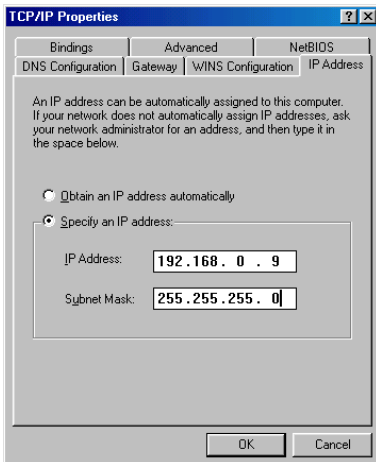 TCP/IP Properties
Bindings Advanced NetBIOS
DNS Configuration Gateway WINS Configuration IP Address
An IP address can be automatically assigned to this computer.
If your network does not automatically assign IP addresses, ask
your network administrator for an address, and then type it in
the space below.
Obtain an IP address automatically
Specify an IP address:
IP Address: 192.168. 0 . 9
Subnet Mask: 255.255.255. 0
OK Cancel